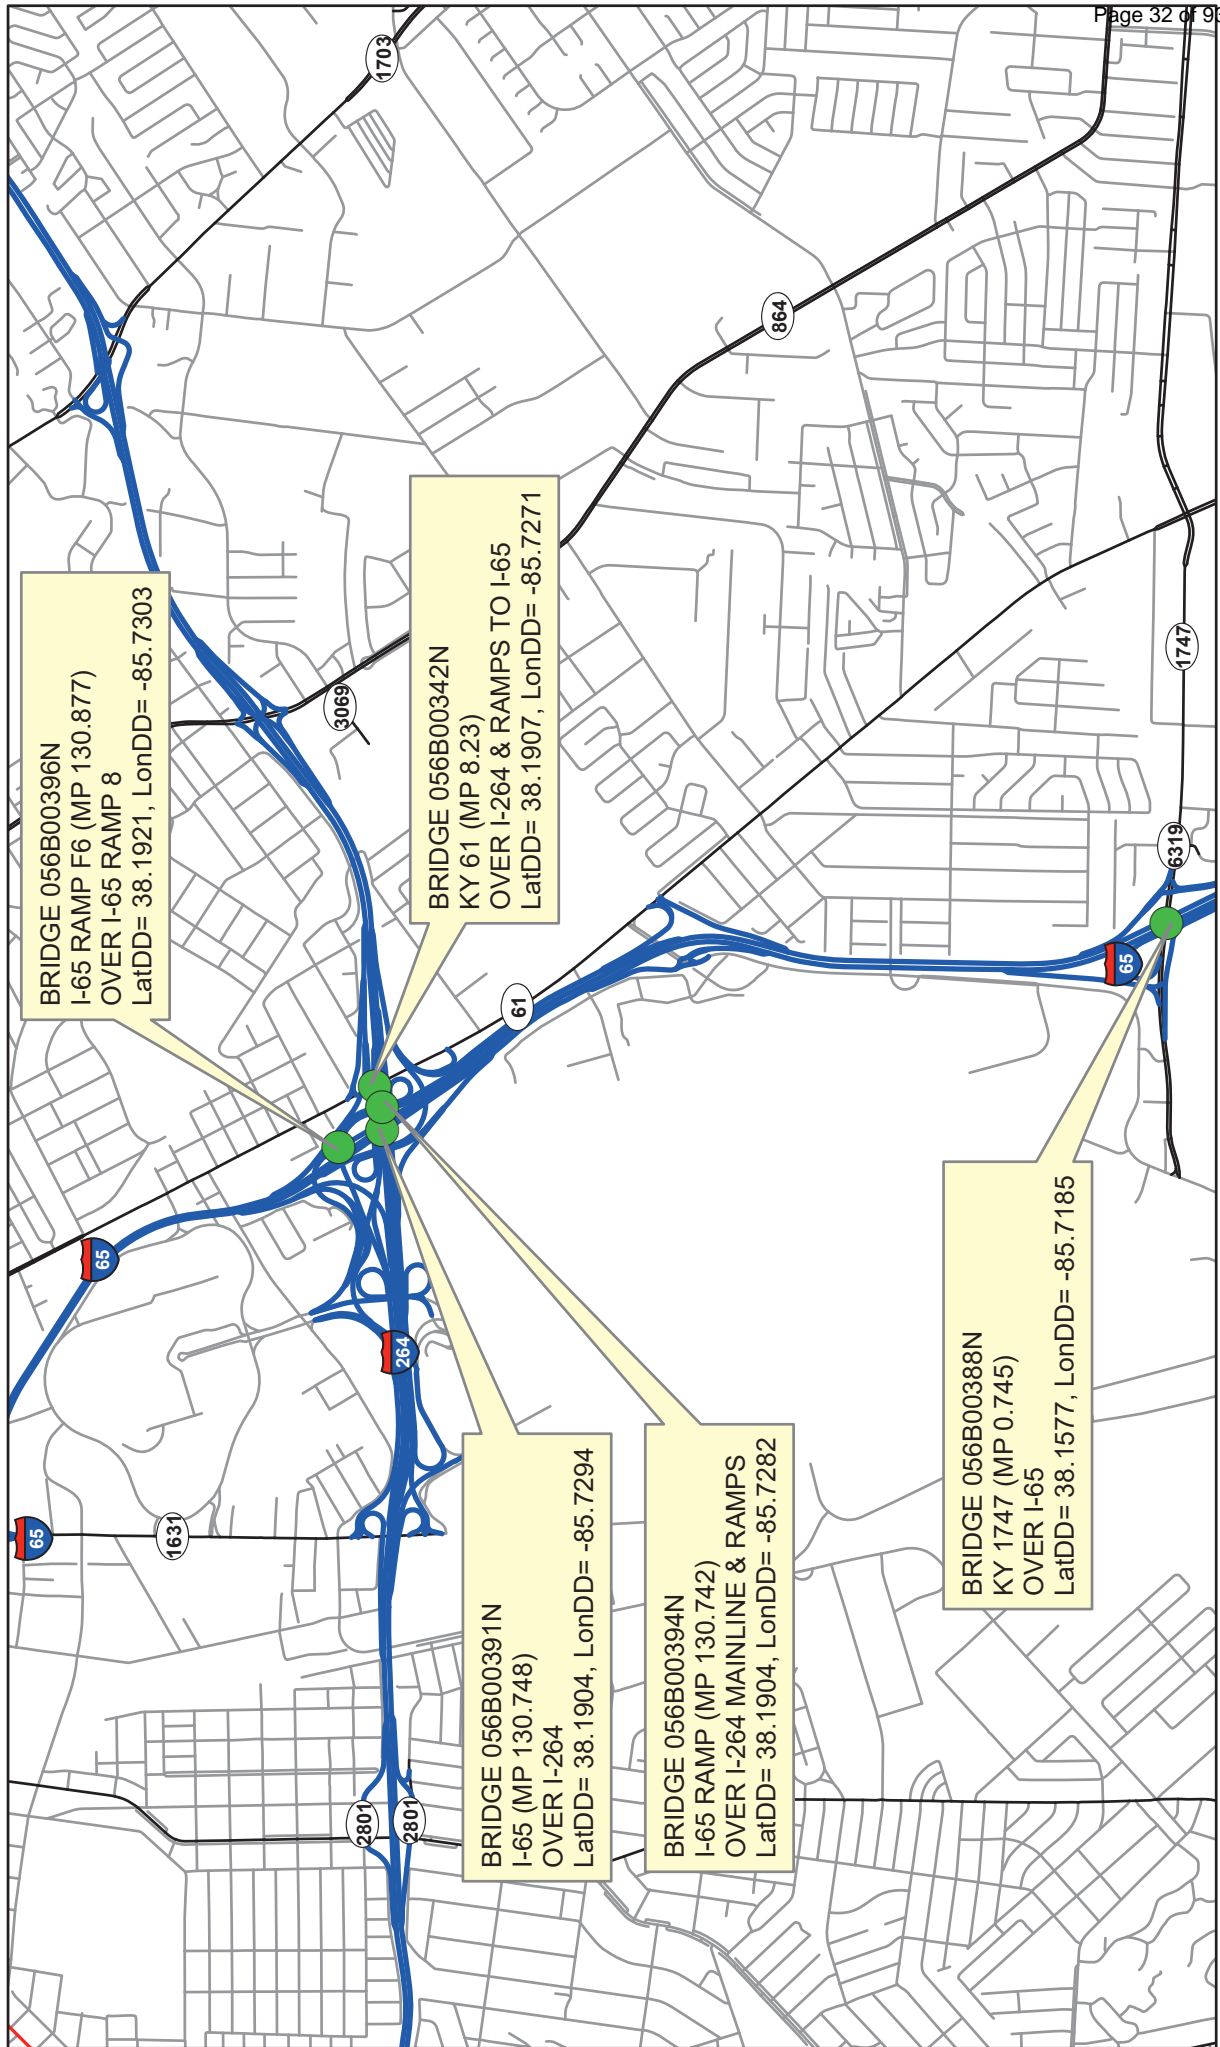 Page 32 of 93
1703
BRIDGE 056B00396N
I-65 RAMP F6 (MP 130.877)
OVER I-65 RAMP 8
LatDD= 38.1921, LonDD= -85.7303
864
BRIDGE 056B00342N
KY 61 (MP 8.23)
OVER I-264 & RAMPS TO I-65
LatDD= 38.1907, LonDD= -85.7271
3069
1747
6319
65
61
65
264
65
1631
BRIDGE 056B00391N
I-65 (MP 130.748)
OVER I-264
LatDD= 38.1904, LonDD= -85.7294
BRIDGE 056B00394N
I-65 RAMP (MP 130.742)
OVER I-264 MAINLINE & RAMPS
LatDD= 38.1904, LonDD= -85.7282
BRIDGE 056B00388N
KY 1747 (MP 0.745)
OVER I-65
LatDD= 38.1577, LonDD= -85.7185
2801
2801